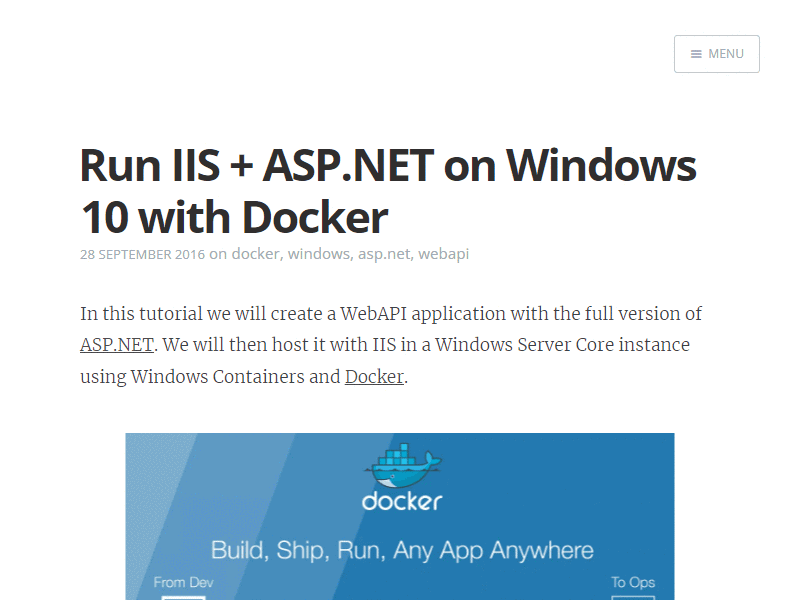 MENU
Run IIS + ASP.NET on Windows
10 with Docker
28 SEPTEMBER 2016 on docker, windows, asp.net, webapi
In this tutorial we will create a WebAPI application with the full version of
ASP.NET. We will then host it with IIS in a Windows Server Core instance
using Windows Containers and Docker.
docker
Build, Ship, Run, Any App Anywhere
From Dev To Ops